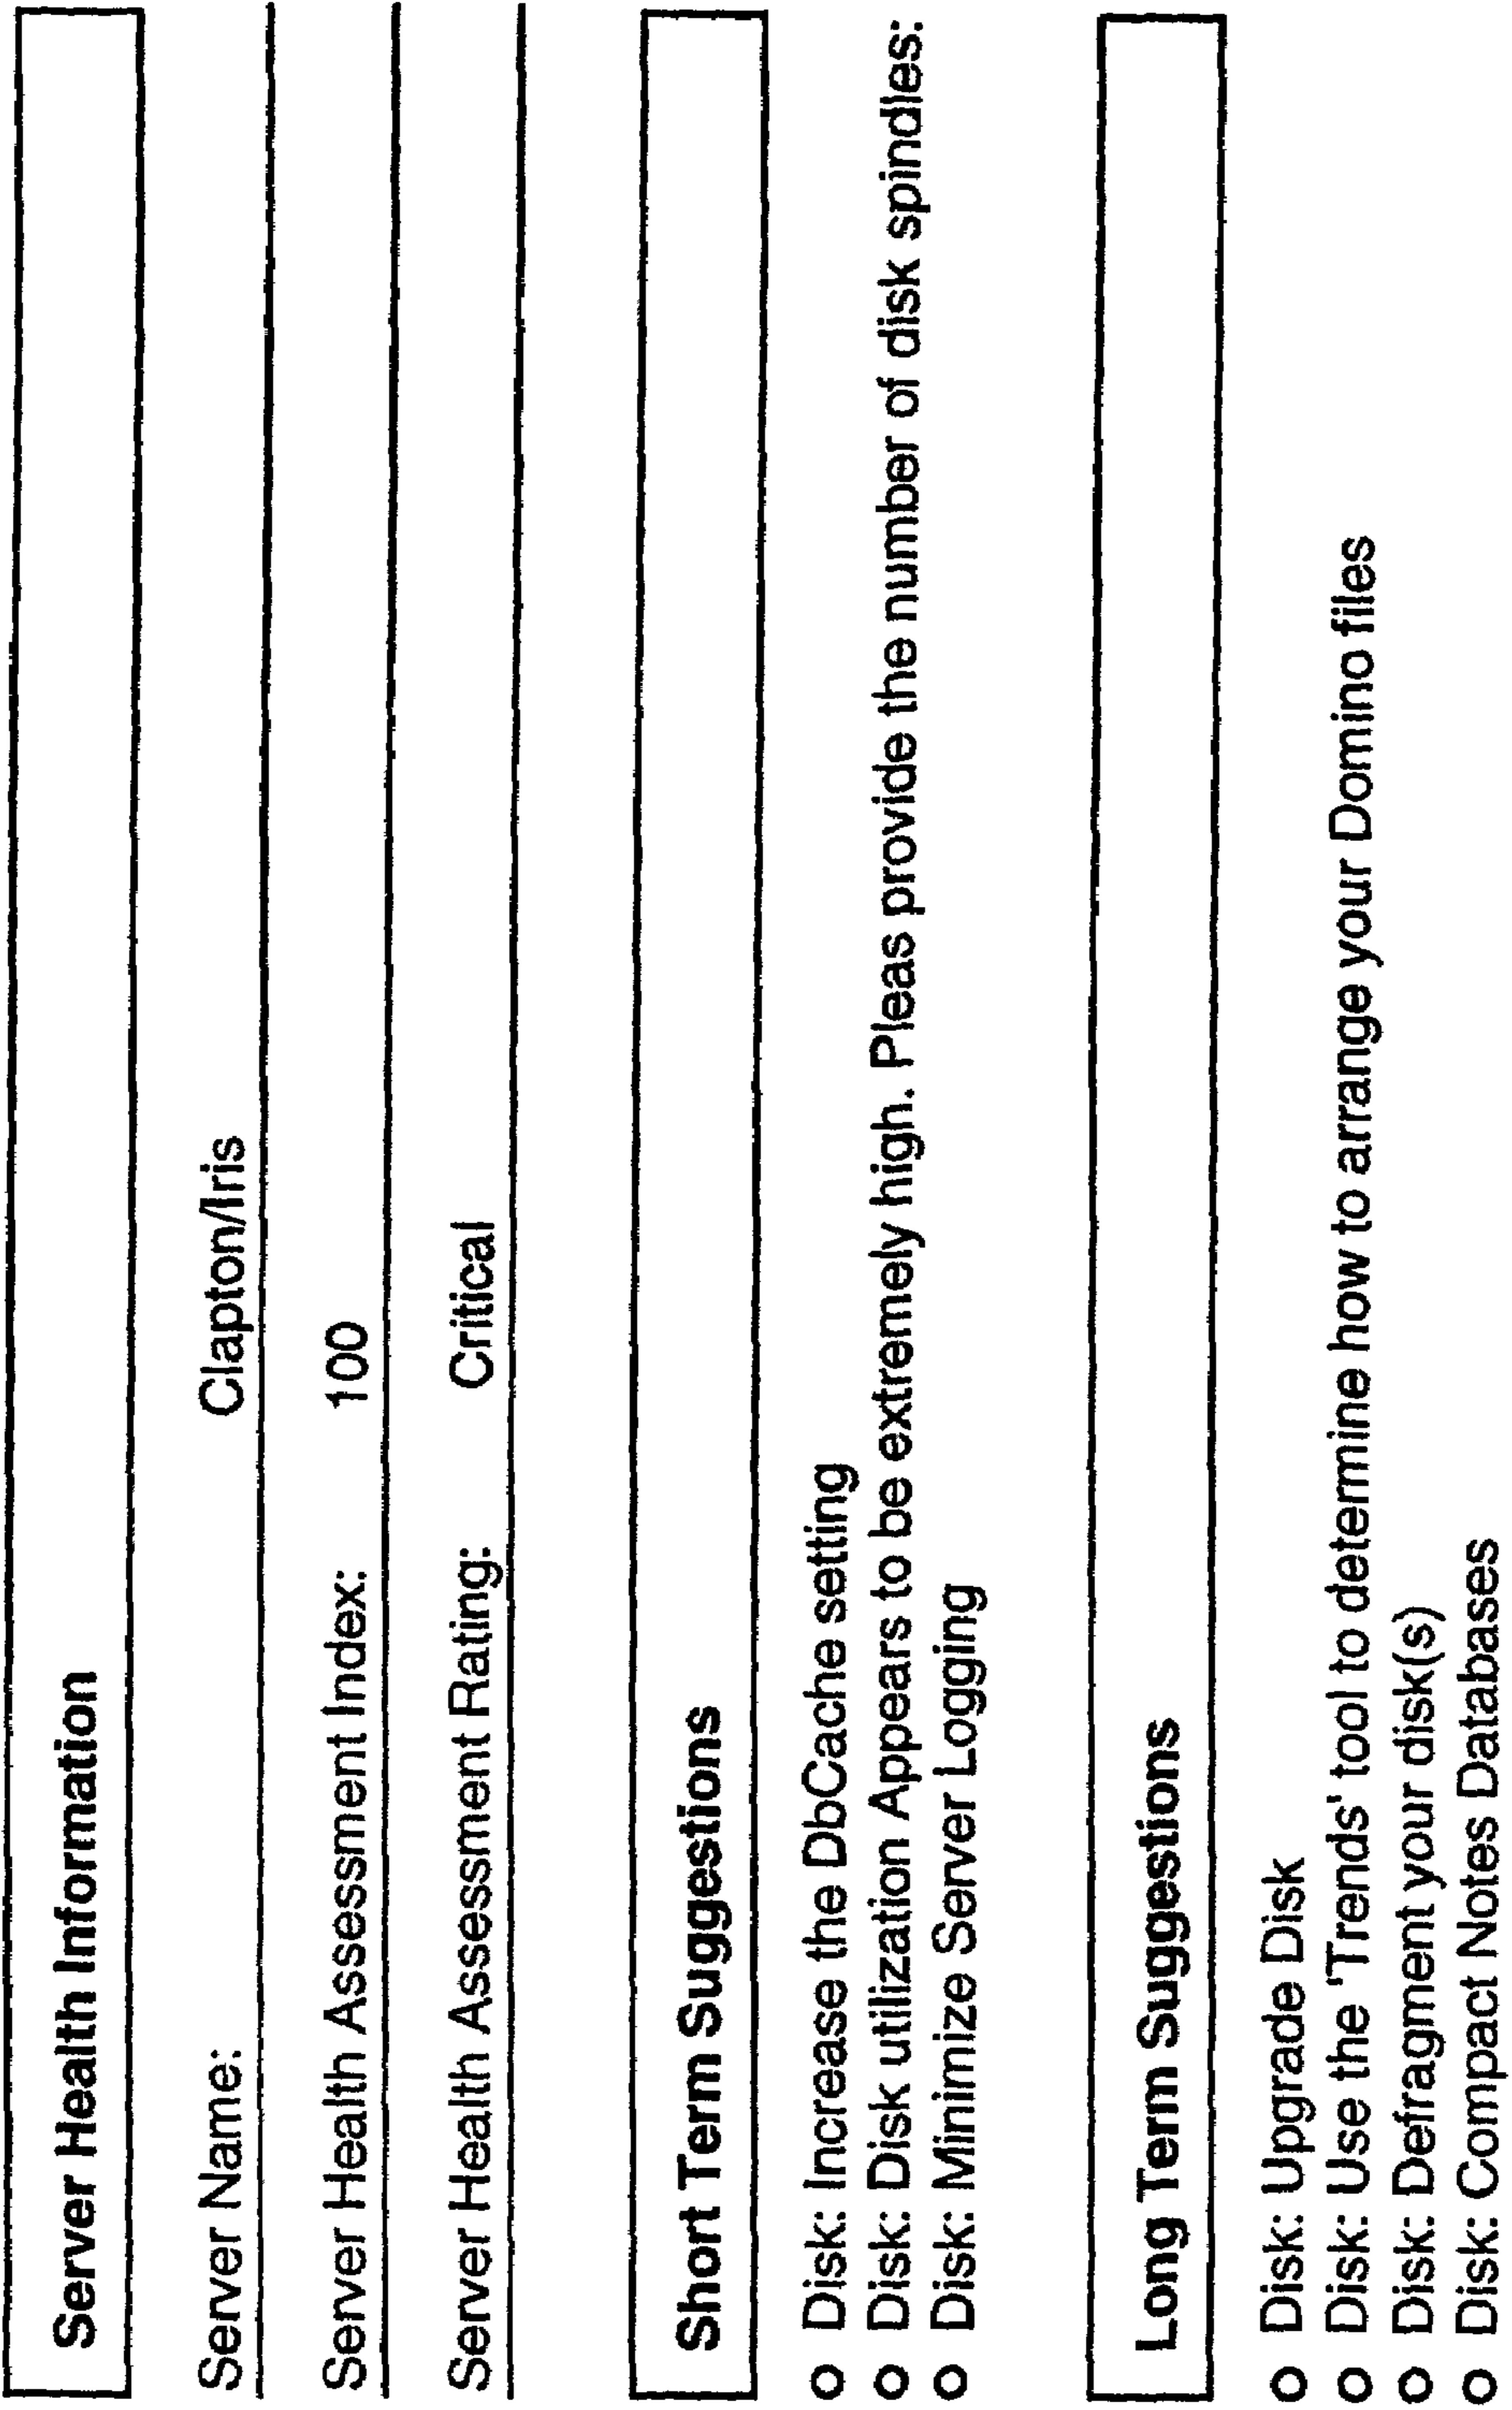 Server Health Information
Server Name: Clapton/Iris
Server Health Assessment Index: 100
Server Health Assessment Rating: Critical
Short Term Suggestions
o Disk: Increase the DbCache setting
o Disk: Disk utilization Appears to be extremely high. Pleas provide the number of disk spindles:
o Disk: Minimize Server Logging
Long Term Suggestions
o Disk: Upgrade Disk
o Disk: Use the 'Trends' tool to determine how to arrange your Domino files
o Disk: Defragment your disk(s)
o Disk: Compact Notes Databases